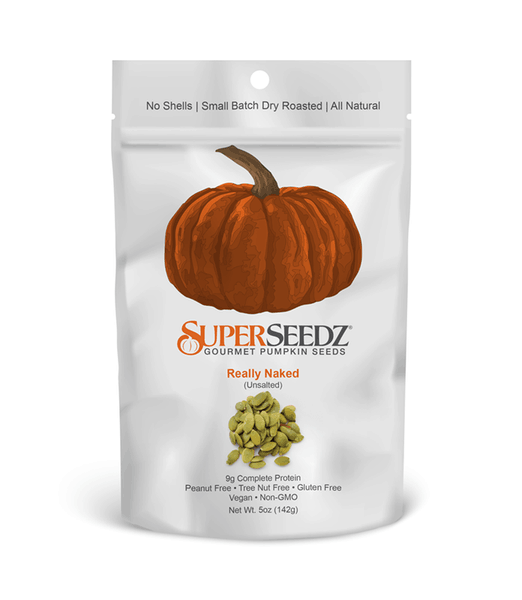 No Shells | Small Batch Dry Roasted | All Natural
SUPERSEEDZ®
GOURMET PUMPKIN SEEDS
Really Naked
(Unsalted)
9g Complete Protein
Peanut Free • Tree Nut Free • Gluten Free
Vegan • Non-GMO
Net Wt. 5oz (142g)